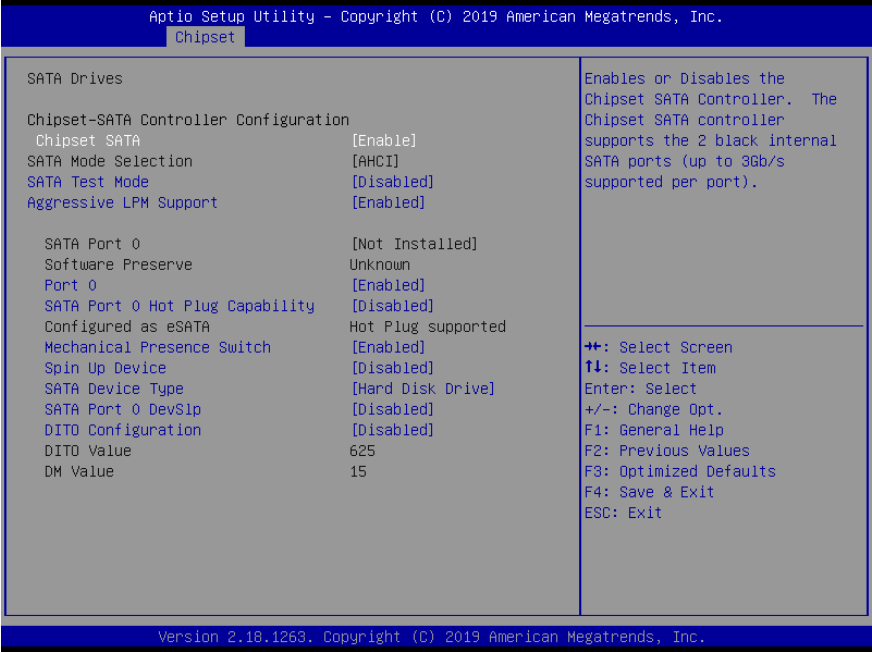 Aptio Setup Utility – Copyright (C) 2019 American Megatrends, Inc.
Chipset
SATA Drives
Chipset–SATA Controller Configuration
Chipset SATA [Enable]
SATA Mode Selection [AHCI]
SATA Test Mode [Disabled]
Aggressive LPM Support [Enabled]
SATA Port 0 [Not Installed]
Software Preserve Unknown
Port 0 [Enabled]
SATA Port 0 Hot Plug Capability [Disabled]
Configured as eSATA Hot Plug supported
Mechanical Presence Switch [Enabled]
Spin Up Device [Disabled]
SATA Device Type [Hard Disk Drive]
SATA Port 0 DevSlp [Disabled]
DITO Configuration [Disabled]
DITO Value 625
DM Value 15
Enables or Disables the
Chipset SATA Controller. The
Chipset SATA controller
supports the 2 black internal
SATA ports (up to 3Gb/s
supported per port).
→←: Select Screen
↑↓: Select Item
Enter: Select
+/–: Change Opt.
F1: General Help
F2: Previous Values
F3: Optimized Defaults
F4: Save & Exit
ESC: Exit
Version 2.18.1263. Copyright (C) 2019 American Megatrends, Inc.